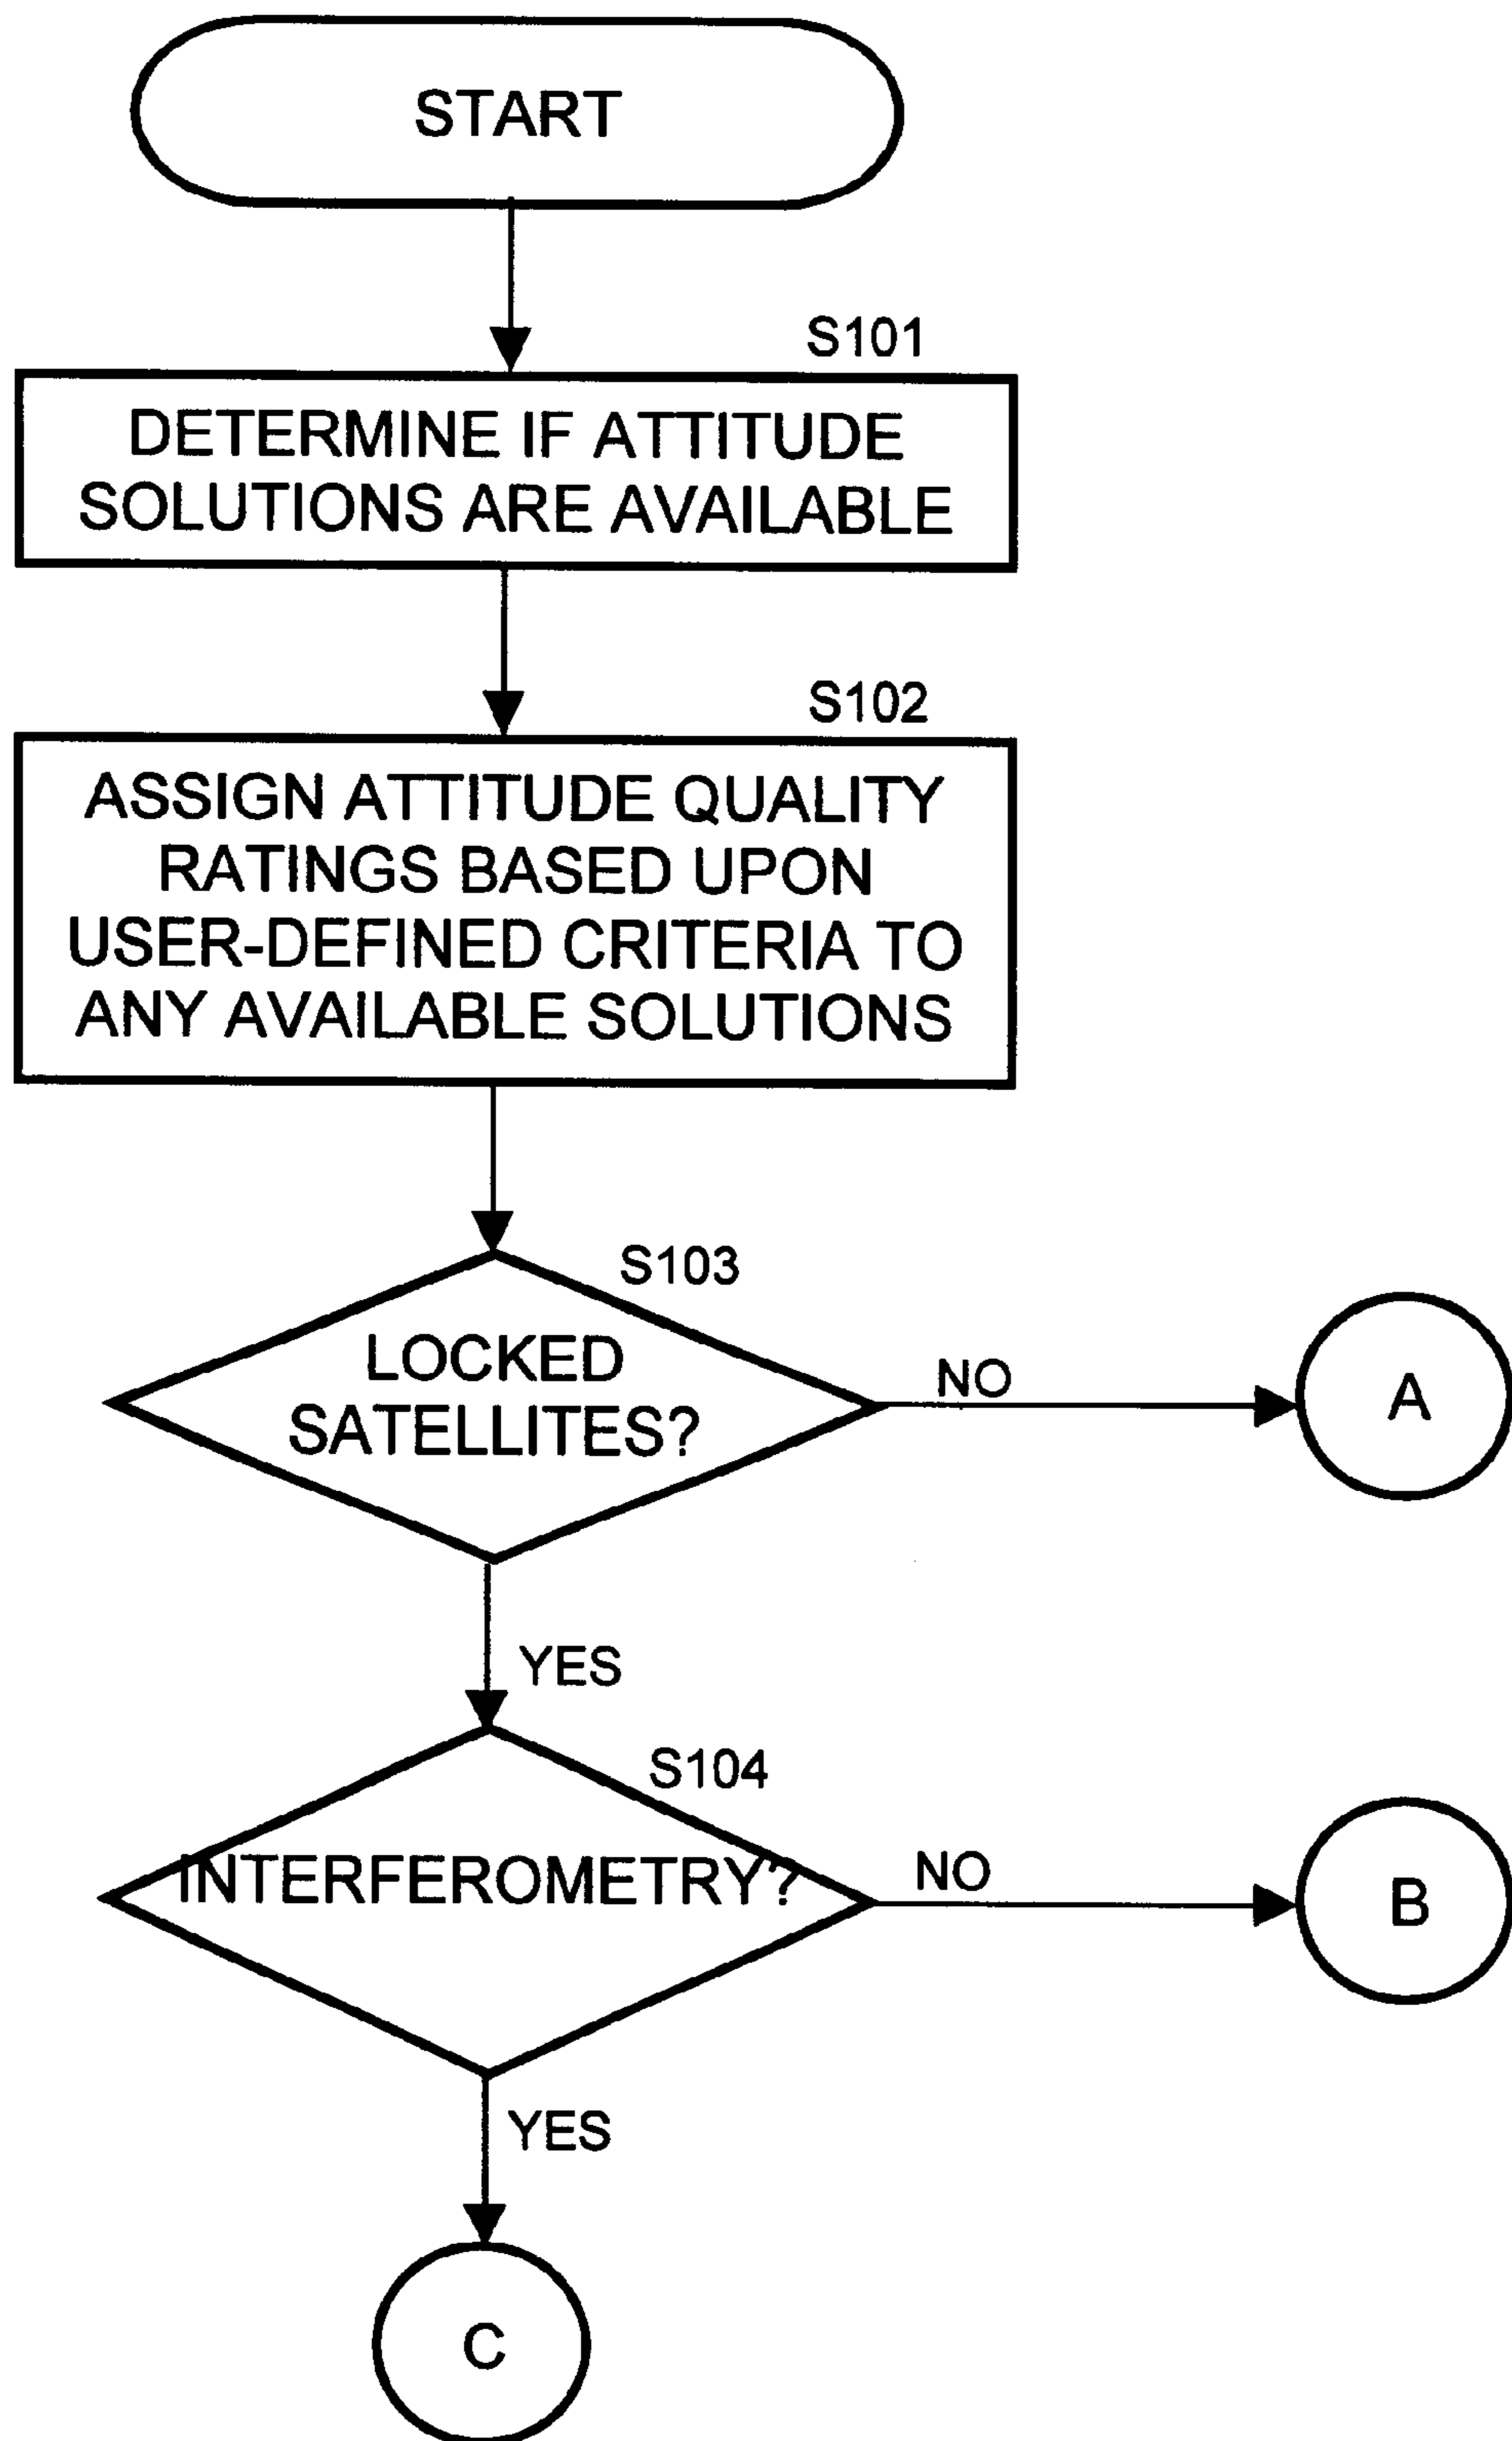 START
S101
DETERMINE IF ATTITUDE
SOLUTIONS ARE AVAILABLE
S102
ASSIGN ATTITUDE QUALITY
RATINGS BASED UPON
USER-DEFINED CRITERIA TO
ANY AVAILABLE SOLUTIONS
S103
LOCKED
SATELLITES?
NO
A
YES
S104
INTERFEROMETRY?
NO
B
YES
C